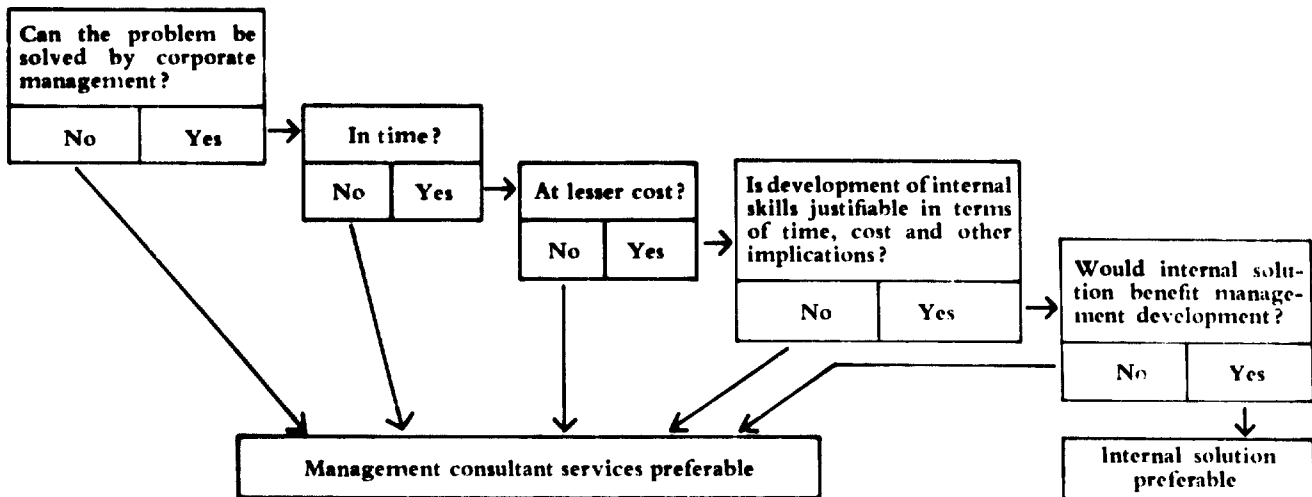 Can the problem be
solved by corporate
management?
No Yes
In time?
No Yes
At lesser cost?
No Yes
Is development of internal
skills justifiable in terms
of time, cost and other
implications?
No Yes
Would internal solu-
tion benefit manage-
ment development?
No Yes
Management consultant services preferable
Internal solution
preferable